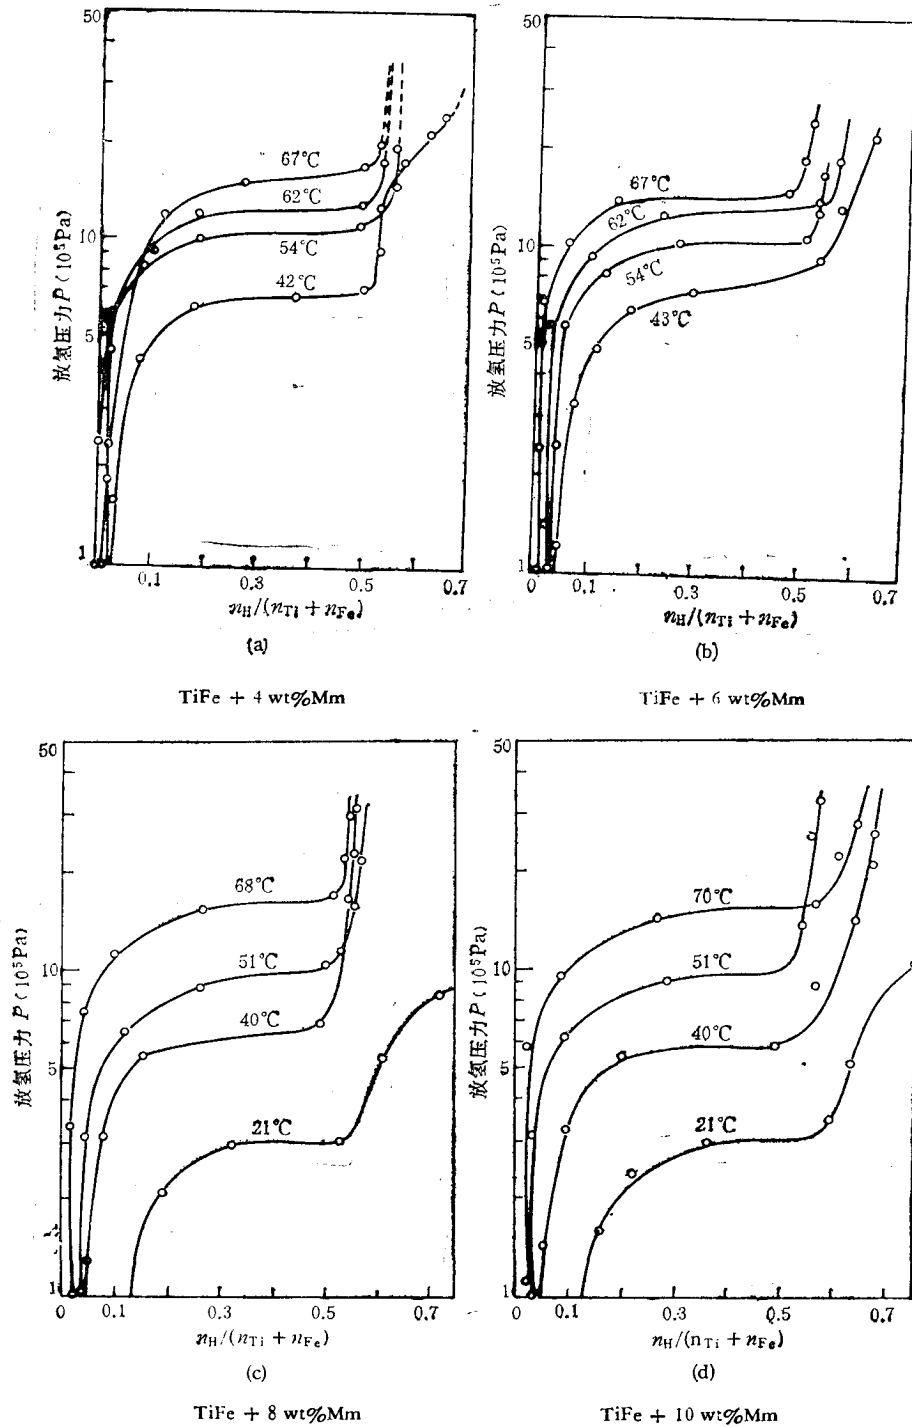 50
10
5
1
放氢压力 P (10⁵Pa)
67°C
62°C
54°C
42°C
0.1 0.3 0.5 0.7
n_H/(n_Ti + n_Fe)
(a)
TiFe + 4 wt%Mm
50
10
5
1
放氢压力 P (10⁵Pa)
67°C
62°C
54°C
43°C
0 0.1 0.3 0.5 0.7
n_H/(n_Ti + n_Fe)
(b)
TiFe + 6 wt%Mm
50
10
5
1
放氢压力 P (10⁵Pa)
68°C
51°C
40°C
21°C
0 0.1 0.3 0.5 0.7
n_H/(n_Ti + n_Fe)
(c)
TiFe + 8 wt%Mm
50
10
5
1
放氢压力 P (10⁵Pa)
70°C
51°C
40°C
21°C
0 0.1 0.3 0.5 0.7
n_H/(n_Ti + n_Fe)
(d)
TiFe + 10 wt%Mm